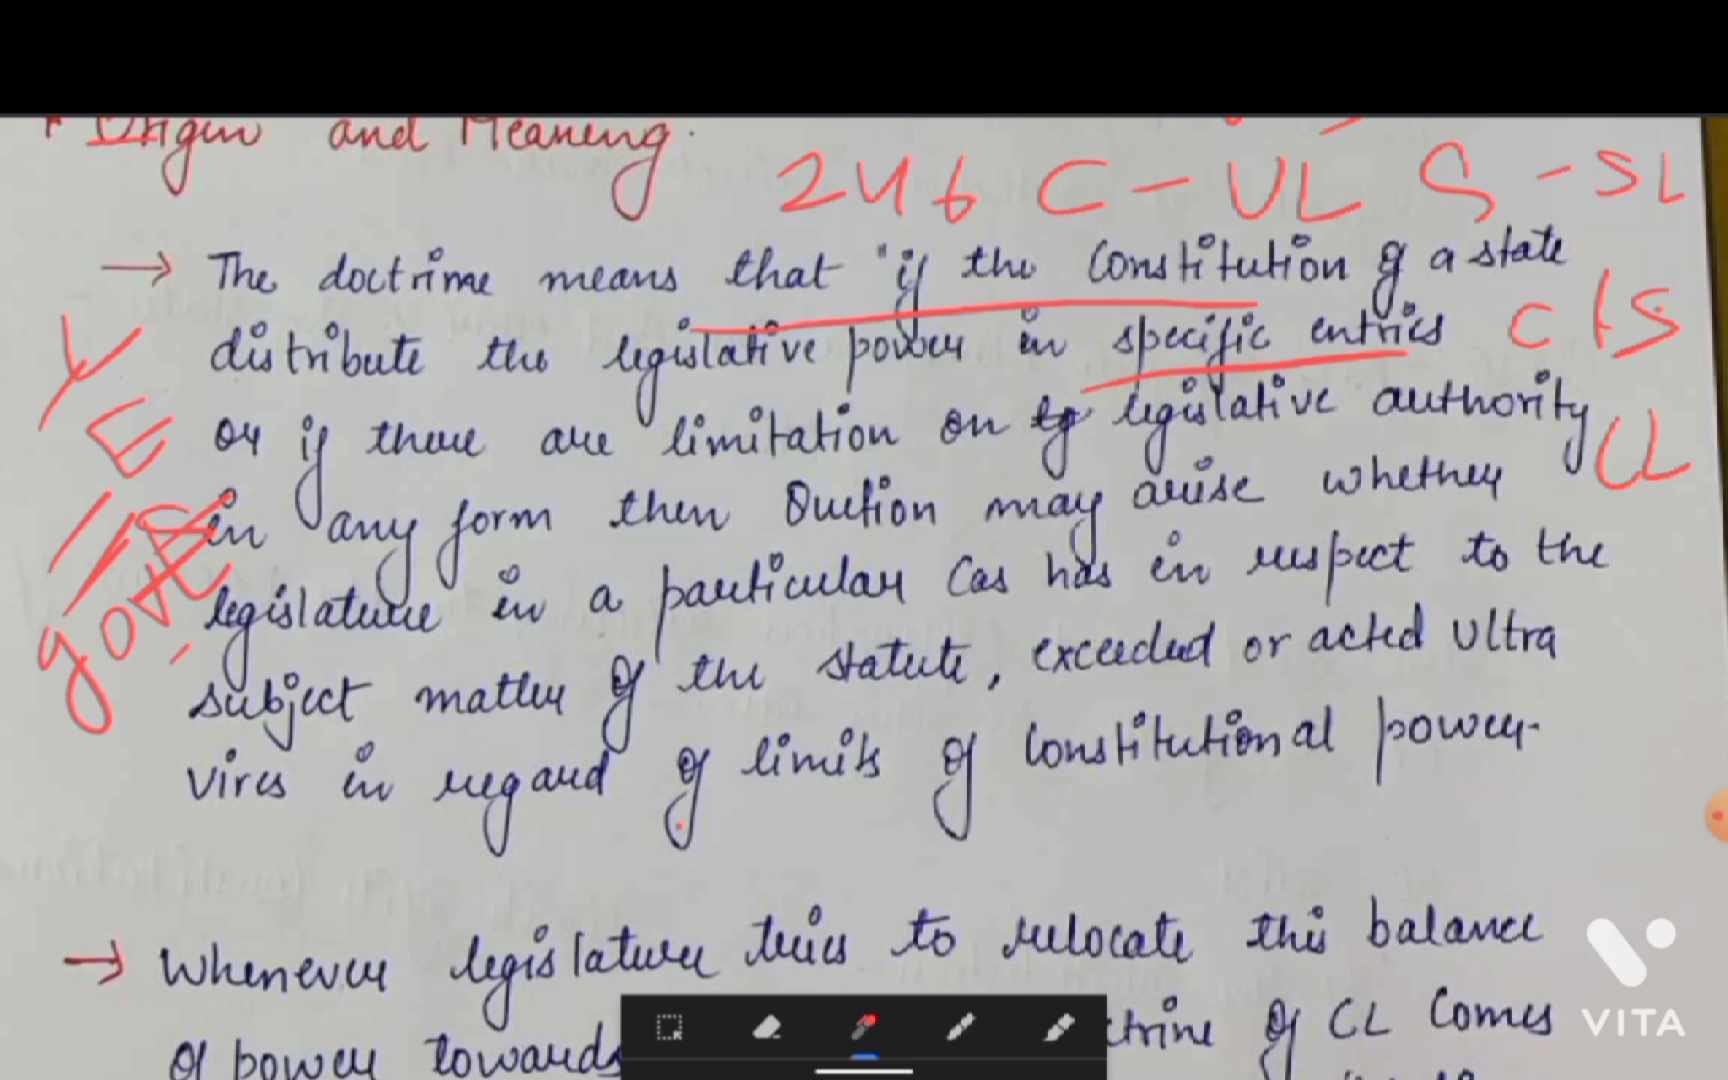 Origin and Meaning.
246 C - UL S - SL
→ The doctrine means that "if the Constitution of a state
distribute the legislative power in specific entries C+S
or if there are limitation on legislative authority CL
in any form then Question may arise whether
legislature in a particular Cas has in respect to the
subject matter of the statute, exceeded or acted Ultra
vires in regard of limits of Constitutional power.
→ Whenever legislature tries to relocate this balance
of power towards ctrine of CL Comes
Y
E
govt
VITA